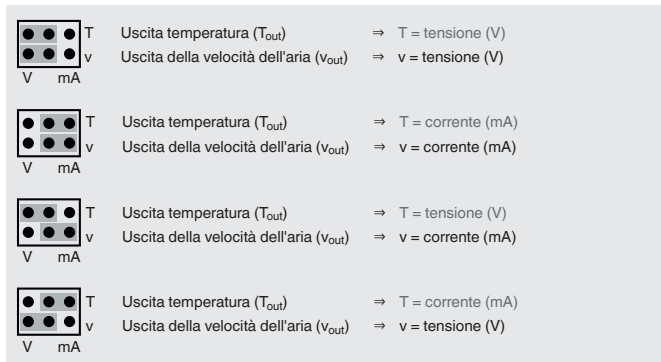 T Uscita temperatura (Tout) ⇒ T = tensione (V)
v Uscita della velocità dell'aria (vout) ⇒ v = tensione (V)
V mA
T Uscita temperatura (Tout) ⇒ T = corrente (mA)
v Uscita della velocità dell'aria (vout) ⇒ v = corrente (mA)
V mA
T Uscita temperatura (Tout) ⇒ T = tensione (V)
v Uscita della velocità dell'aria (vout) ⇒ v = corrente (mA)
V mA
T Uscita temperatura (Tout) ⇒ T = corrente (mA)
v Uscita della velocità dell'aria (vout) ⇒ v = tensione (V)
V mA